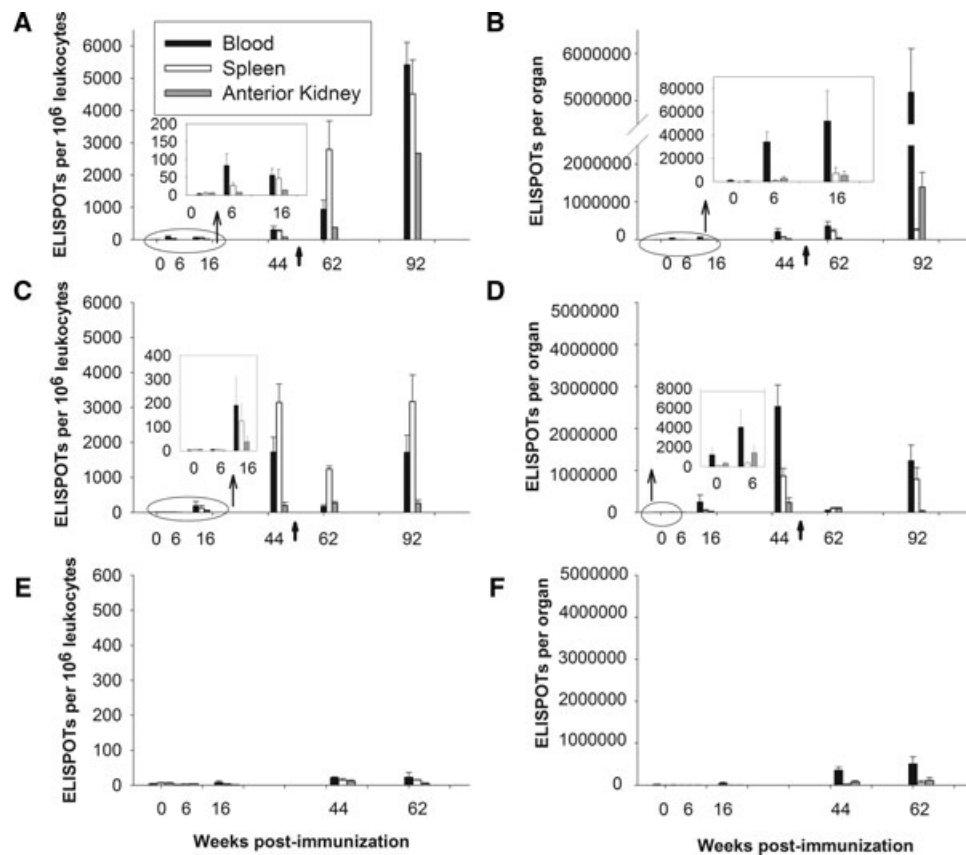 A
ELISPOTs per 10⁶ leukocytes
6000
5000
4000
3000
2000
1000
0
Blood
Spleen
Anterior Kidney
200
150
100
50
0
0 6 16
0 6 16 44 62 92
B
ELISPOTs per organ
6000000
5000000
2000000
1000000
0
80000
60000
40000
20000
0
0 6 16
0 6 16 44 62 92
C
ELISPOTs per 10⁶ leukocytes
6000
5000
4000
3000
2000
1000
0
400
300
200
100
0
0 6 16
0 6 16 44 62 92
D
ELISPOTs per organ
5000000
4000000
3000000
2000000
1000000
0
8000
6000
4000
2000
0
0 6
0 6 16 44 62 92
E
ELISPOTs per 10⁶ leukocytes
600
500
400
300
200
100
0
0 6 16 44 62
Weeks post-immunization
F
ELISPOTs per organ
5000000
4000000
3000000
2000000
1000000
0
0 6 16 44 62
Weeks post-immunization